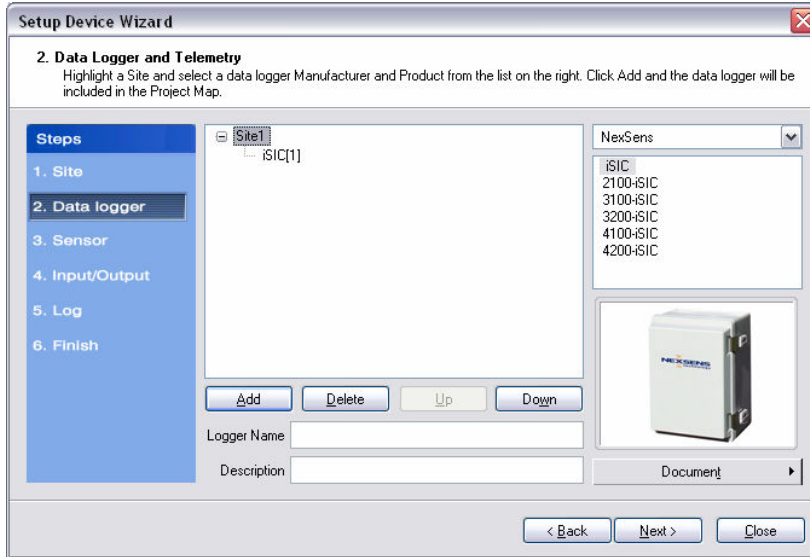 Setup Device Wizard
2. Data Logger and Telemetry
Highlight a Site and select a data logger Manufacturer and Product from the list on the right. Click Add and the data logger will be
included in the Project Map.
Steps
1. Site
2. Data logger
3. Sensor
4. Input/Output
5. Log
6. Finish
Site1
iSIC[1]
Add
Delete
Up
Down
Logger Name
Description
NexSens
iSIC
2100-iSIC
3100-iSIC
3200-iSIC
4100-iSIC
4200-iSIC
NEXSENS
Document
< Back
Next >
Close